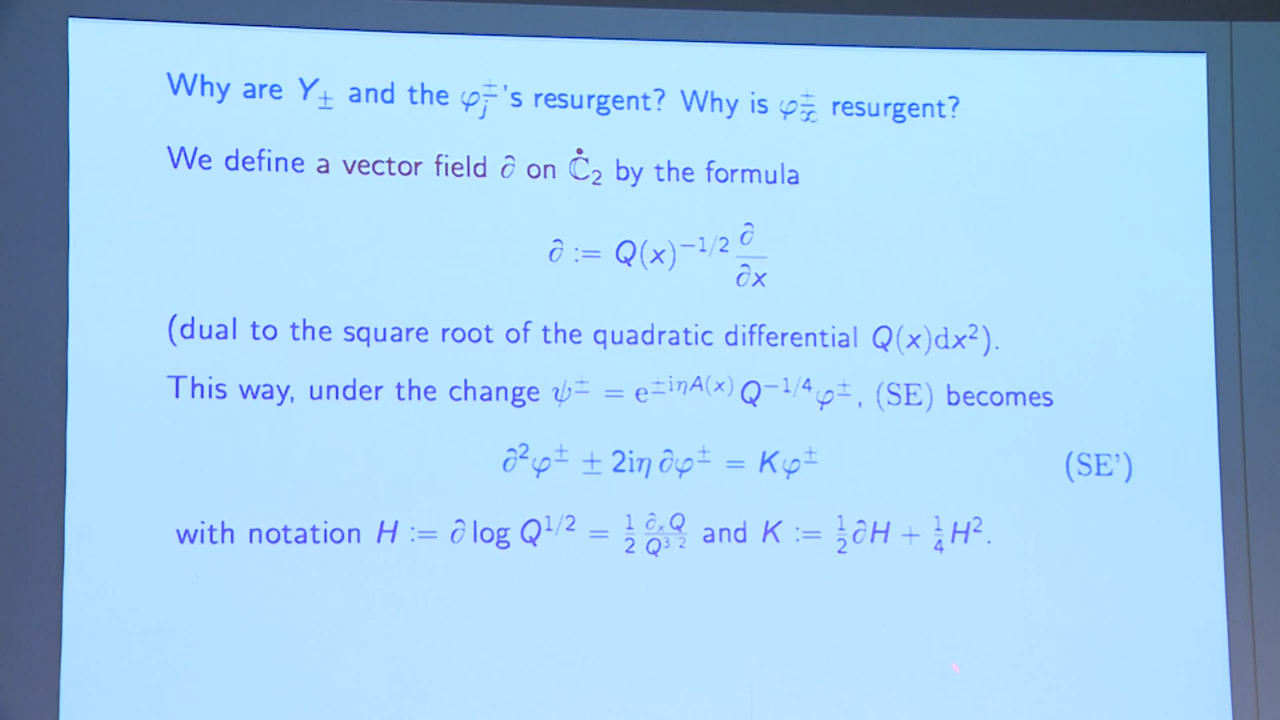 Why are Y± and the φⱼ±'s resurgent? Why is φₓ± resurgent?
We define a vector field ∂ on Ċ₂ by the formula
∂ := Q(x)^{−1/2} ∂/∂x
(dual to the square root of the quadratic differential Q(x)dx²).
This way, under the change ψ^± = e^{±iηA(x)} Q^{−1/4} φ^±, (SE) becomes
∂²φ^± ± 2iη ∂φ^± = Kφ^± (SE')
with notation H := ∂ log Q^{1/2} = 1/2 ∂ₓQ/Q^{3/2} and K := 1/2 ∂H + 1/4 H².